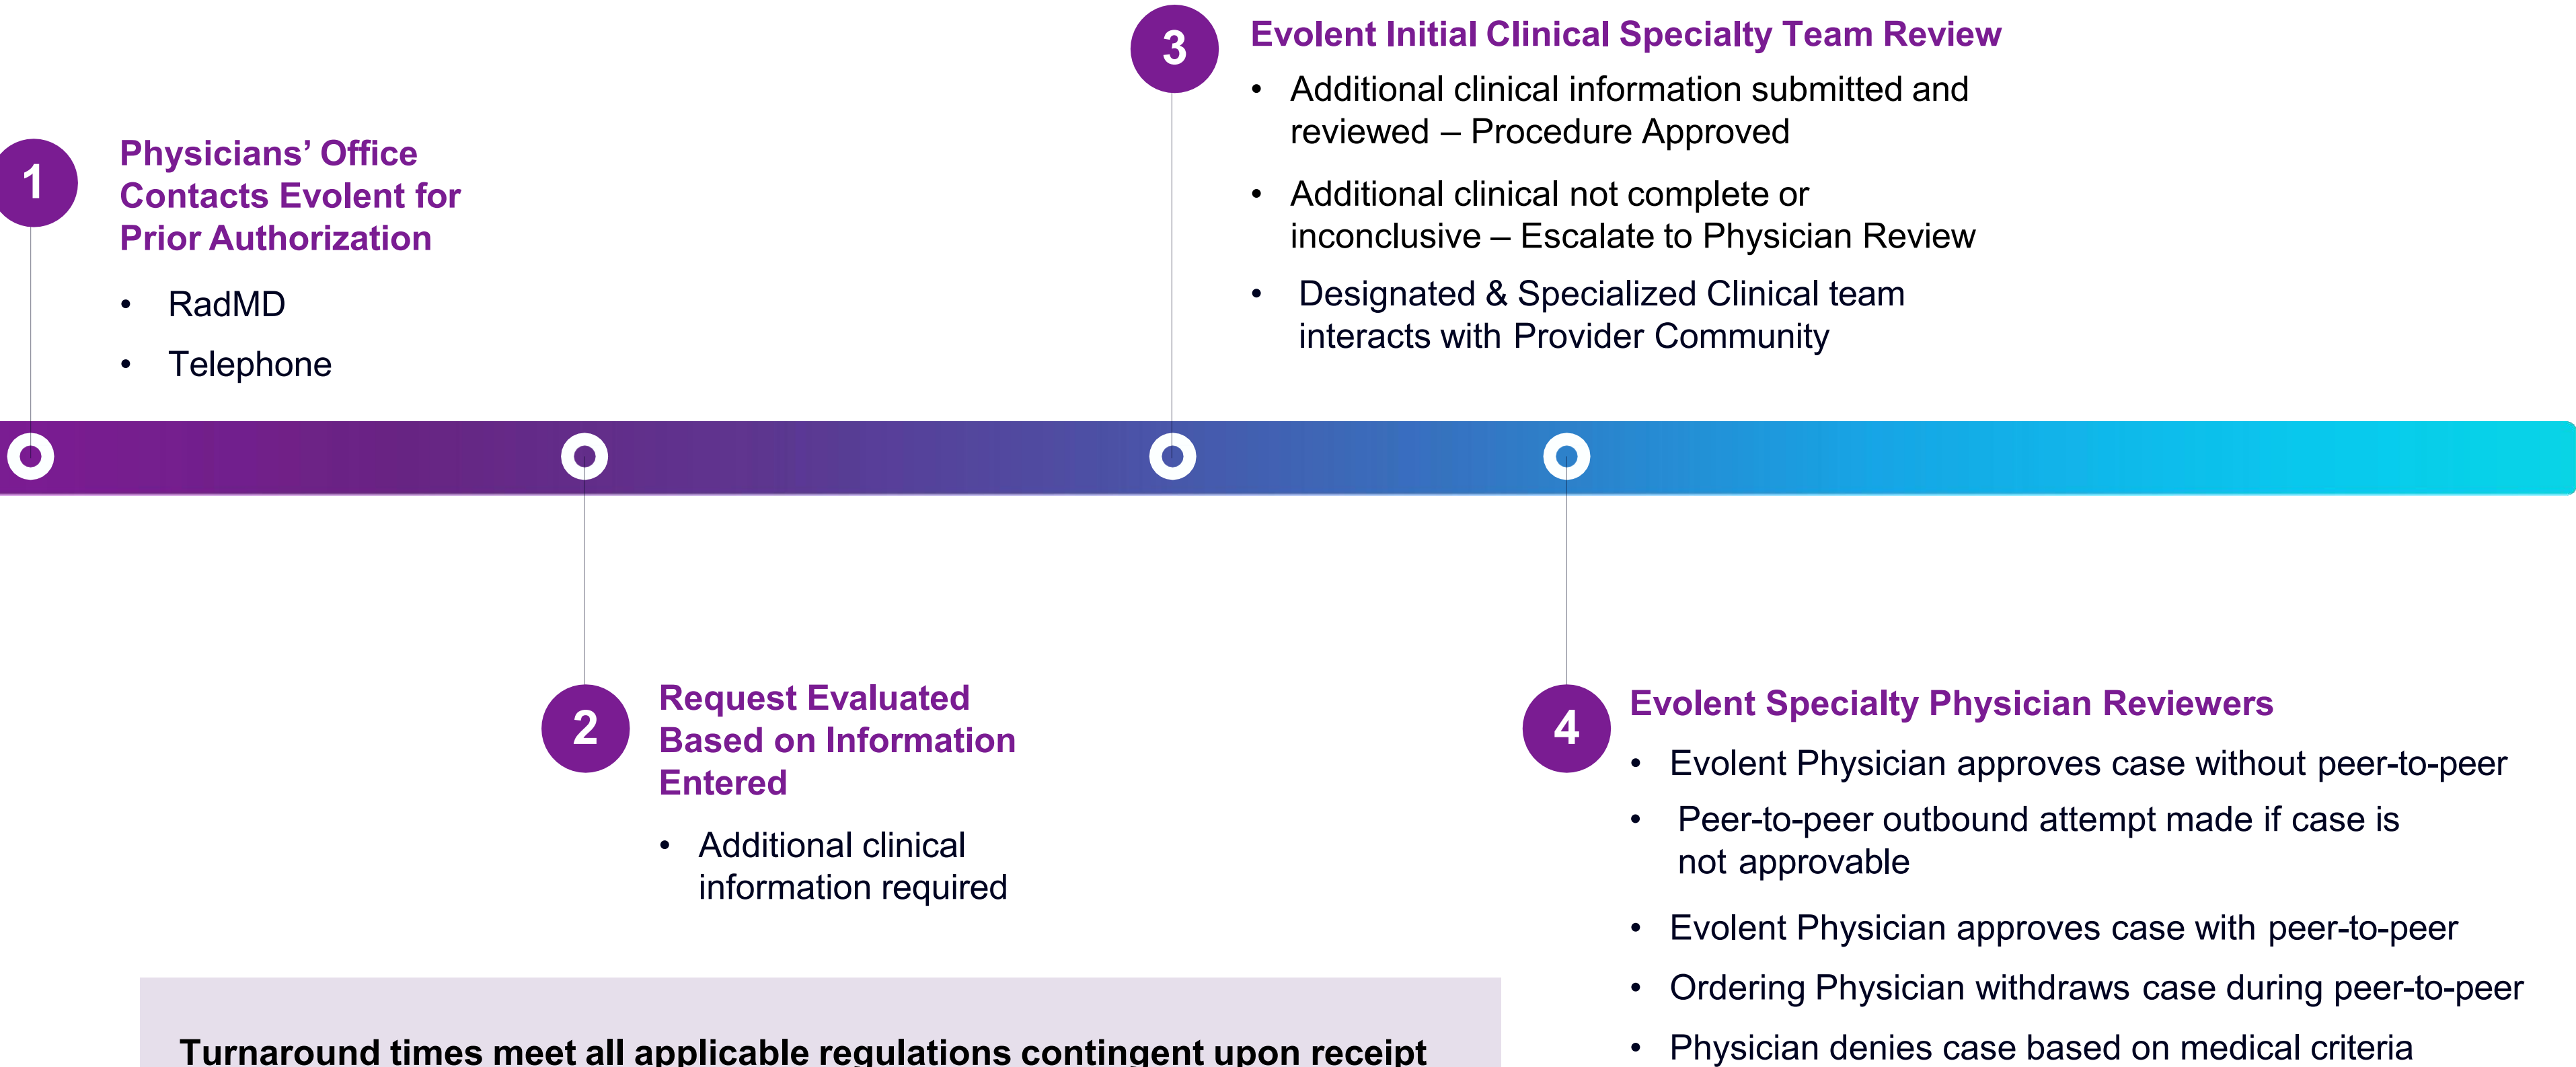 1
Physicians’ Office
Contacts Evolent for
Prior Authorization
• RadMD
• Telephone
2
Request Evaluated
Based on Information
Entered
• Additional clinical
information required
3
Evolent Initial Clinical Specialty Team Review
• Additional clinical information submitted and
reviewed – Procedure Approved
• Additional clinical not complete or
inconclusive – Escalate to Physician Review
• Designated & Specialized Clinical team
interacts with Provider Community
4
Evolent Specialty Physician Reviewers
• Evolent Physician approves case without peer-to-peer
• Peer-to-peer outbound attempt made if case is
not approvable
• Evolent Physician approves case with peer-to-peer
• Ordering Physician withdraws case during peer-to-peer
• Physician denies case based on medical criteria
Turnaround times meet all applicable regulations contingent upon receipt